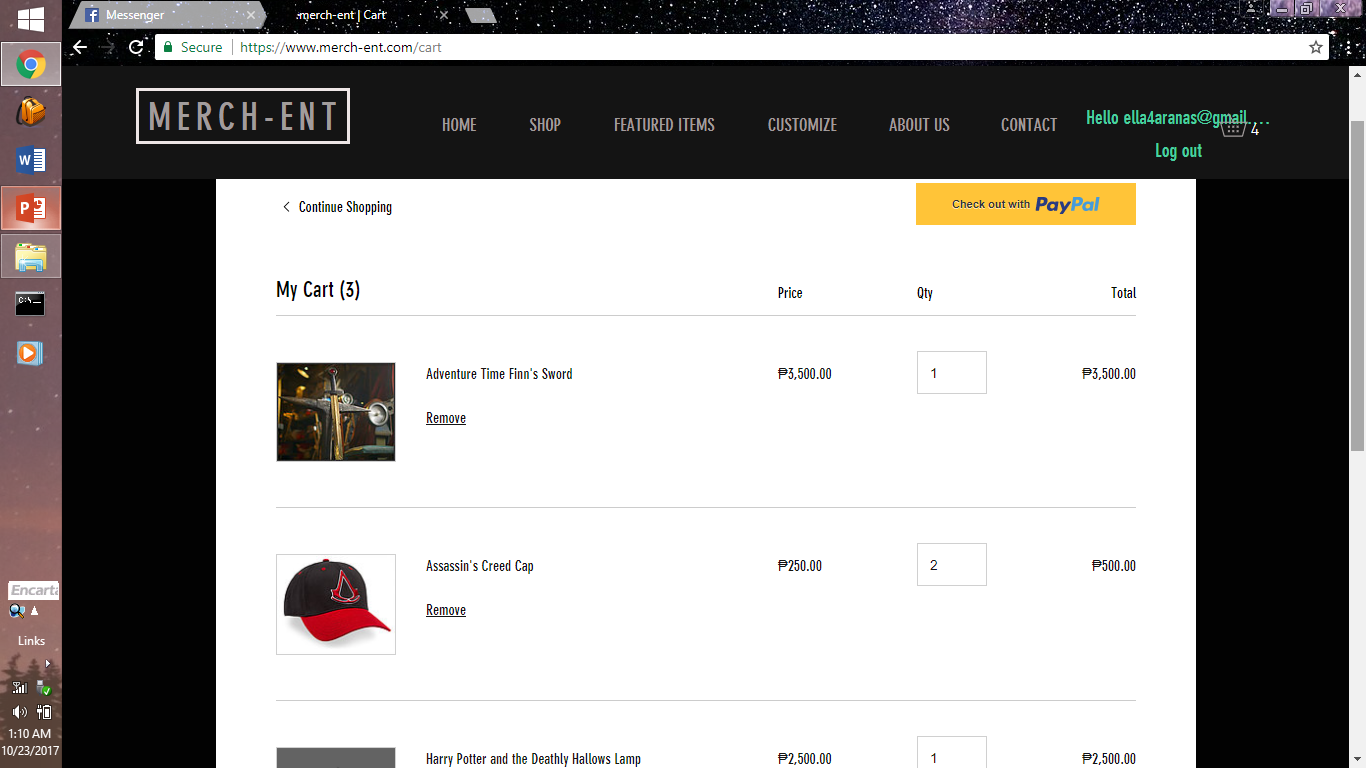 Messenger
merch-ent | Cart
Secure
https://www.merch-ent.com/cart
MERCH-ENT
HOME
SHOP
FEATURED ITEMS
CUSTOMIZE
ABOUT US
CONTACT
Hello ella4aranas@gmail....
4
Log out
Continue Shopping
Check out with PayPal
My Cart (3)
Price
Qty
Total
Adventure Time Finn's Sword
₱3,500.00
1
₱3,500.00
Remove
Assassin's Creed Cap
₱250.00
2
₱500.00
Remove
Harry Potter and the Deathly Hallows Lamp
₱2,500.00
1
₱2,500.00
Encarta
Links
1:10 AM
10/23/2017